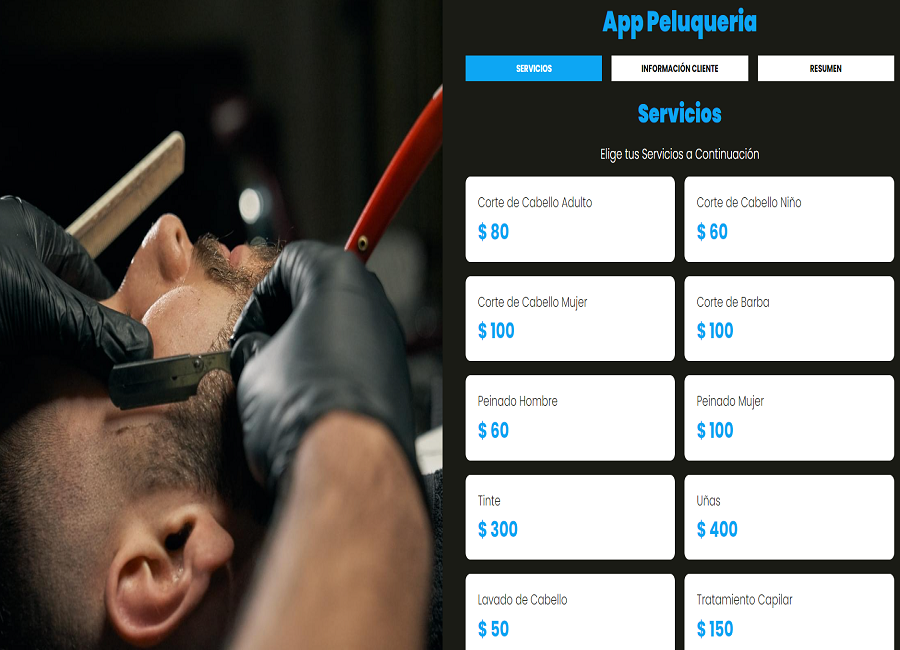 App Peluqueria
SERVICIOS
INFORMACIÓN CLIENTE
RESUMEN
Servicios
Elige tus Servicios a Continuación
Corte de Cabello Adulto
$ 80
Corte de Cabello Niño
$ 60
Corte de Cabello Mujer
$ 100
Corte de Barba
$ 100
Peinado Hombre
$ 60
Peinado Mujer
$ 100
Tinte
$ 300
Uñas
$ 400
Lavado de Cabello
$ 50
Tratamiento Capilar
$ 150